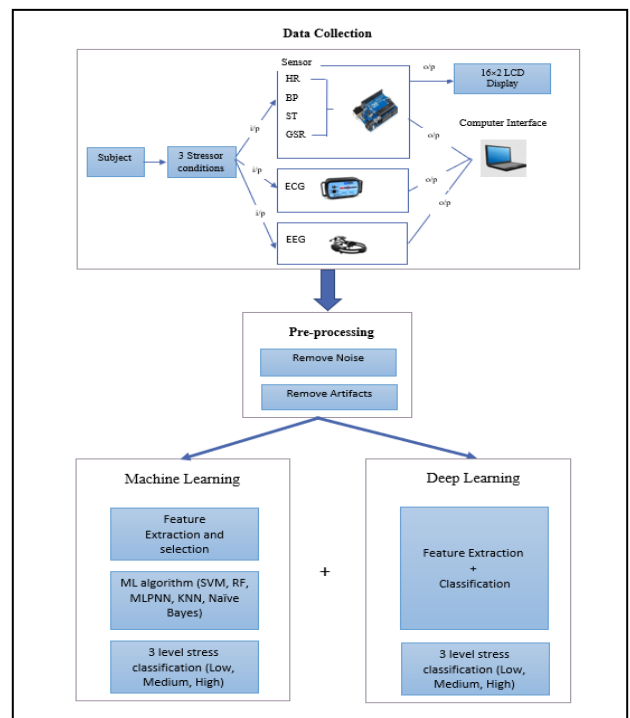 Data Collection
Sensor
HR
BP
ST
GSR
o/p
16×2 LCD
Display
Computer Interface
i/p
o/p
Subject
3 Stressor
conditions
i/p
ECG
o/p
i/p
EEG
o/p
Pre-processing
Remove Noise
Remove Artifacts
Machine Learning
Feature
Extraction and
selection
ML algorithm (SVM, RF,
MLPNN, KNN, Naïve
Bayes)
3 level stress
classification (Low,
Medium, High)
+
Deep Learning
Feature Extraction
+
Classification
3 level stress
classification (Low,
Medium, High)